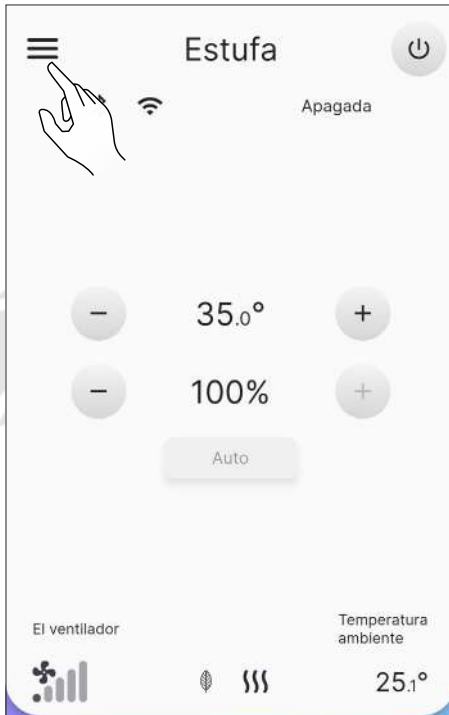 Estufa
Apagada
− 35.0° +
− 100% +
Auto
El ventilador
Temperatura
ambiente
25.1°